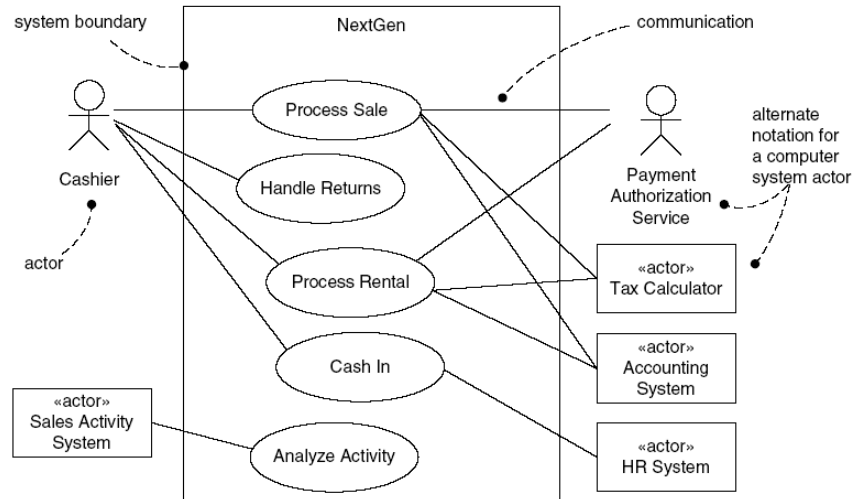 system boundary
NextGen
communication
Process Sale
alternate
notation for
a computer
system actor
Cashier
Handle Returns
Payment
Authorization
Service
actor
Process Rental
«actor»
Tax Calculator
Cash In
«actor»
Accounting
System
«actor»
Sales Activity
System
Analyze Activity
«actor»
HR System